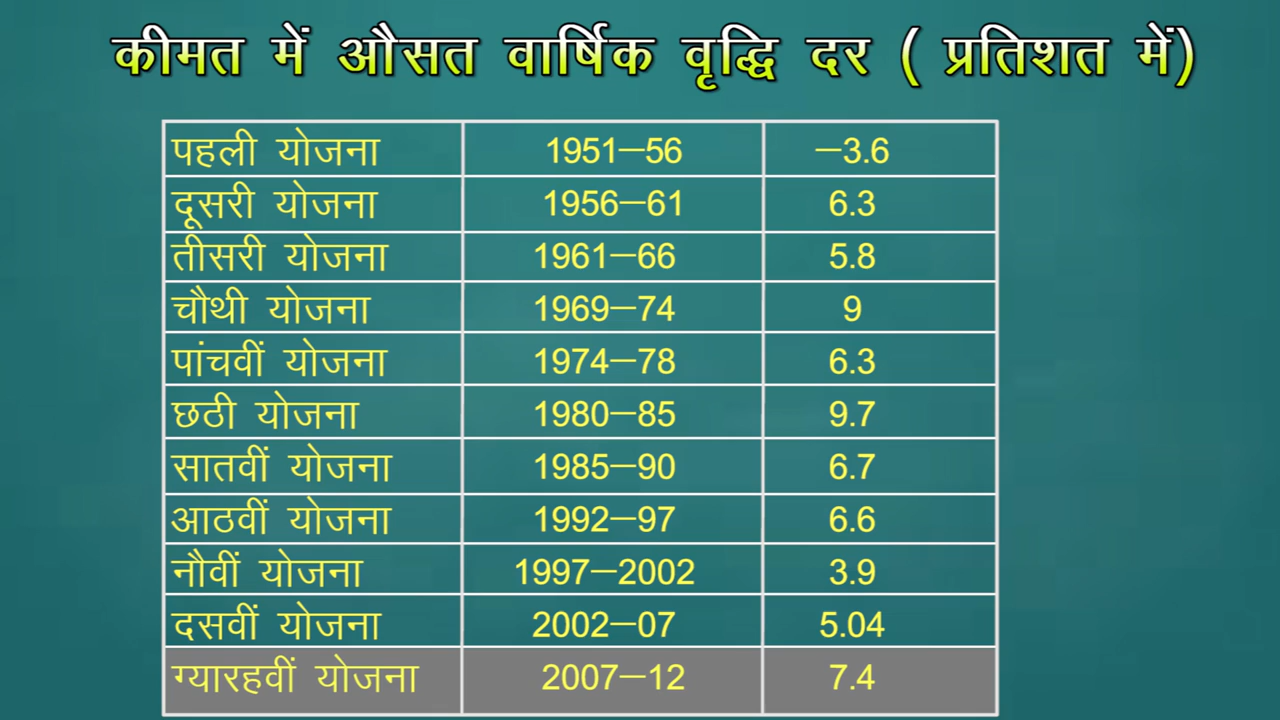 कीमत में औसत वार्षिक वृद्धि दर ( प्रतिशत में)
पहली योजना 1951–56 –3.6
दूसरी योजना 1956–61 6.3
तीसरी योजना 1961–66 5.8
चौथी योजना 1969–74 9
पांचवीं योजना 1974–78 6.3
छठी योजना 1980–85 9.7
सातवीं योजना 1985–90 6.7
आठवीं योजना 1992–97 6.6
नौवीं योजना 1997–2002 3.9
दसवीं योजना 2002–07 5.04
ग्यारहवीं योजना 2007–12 7.4